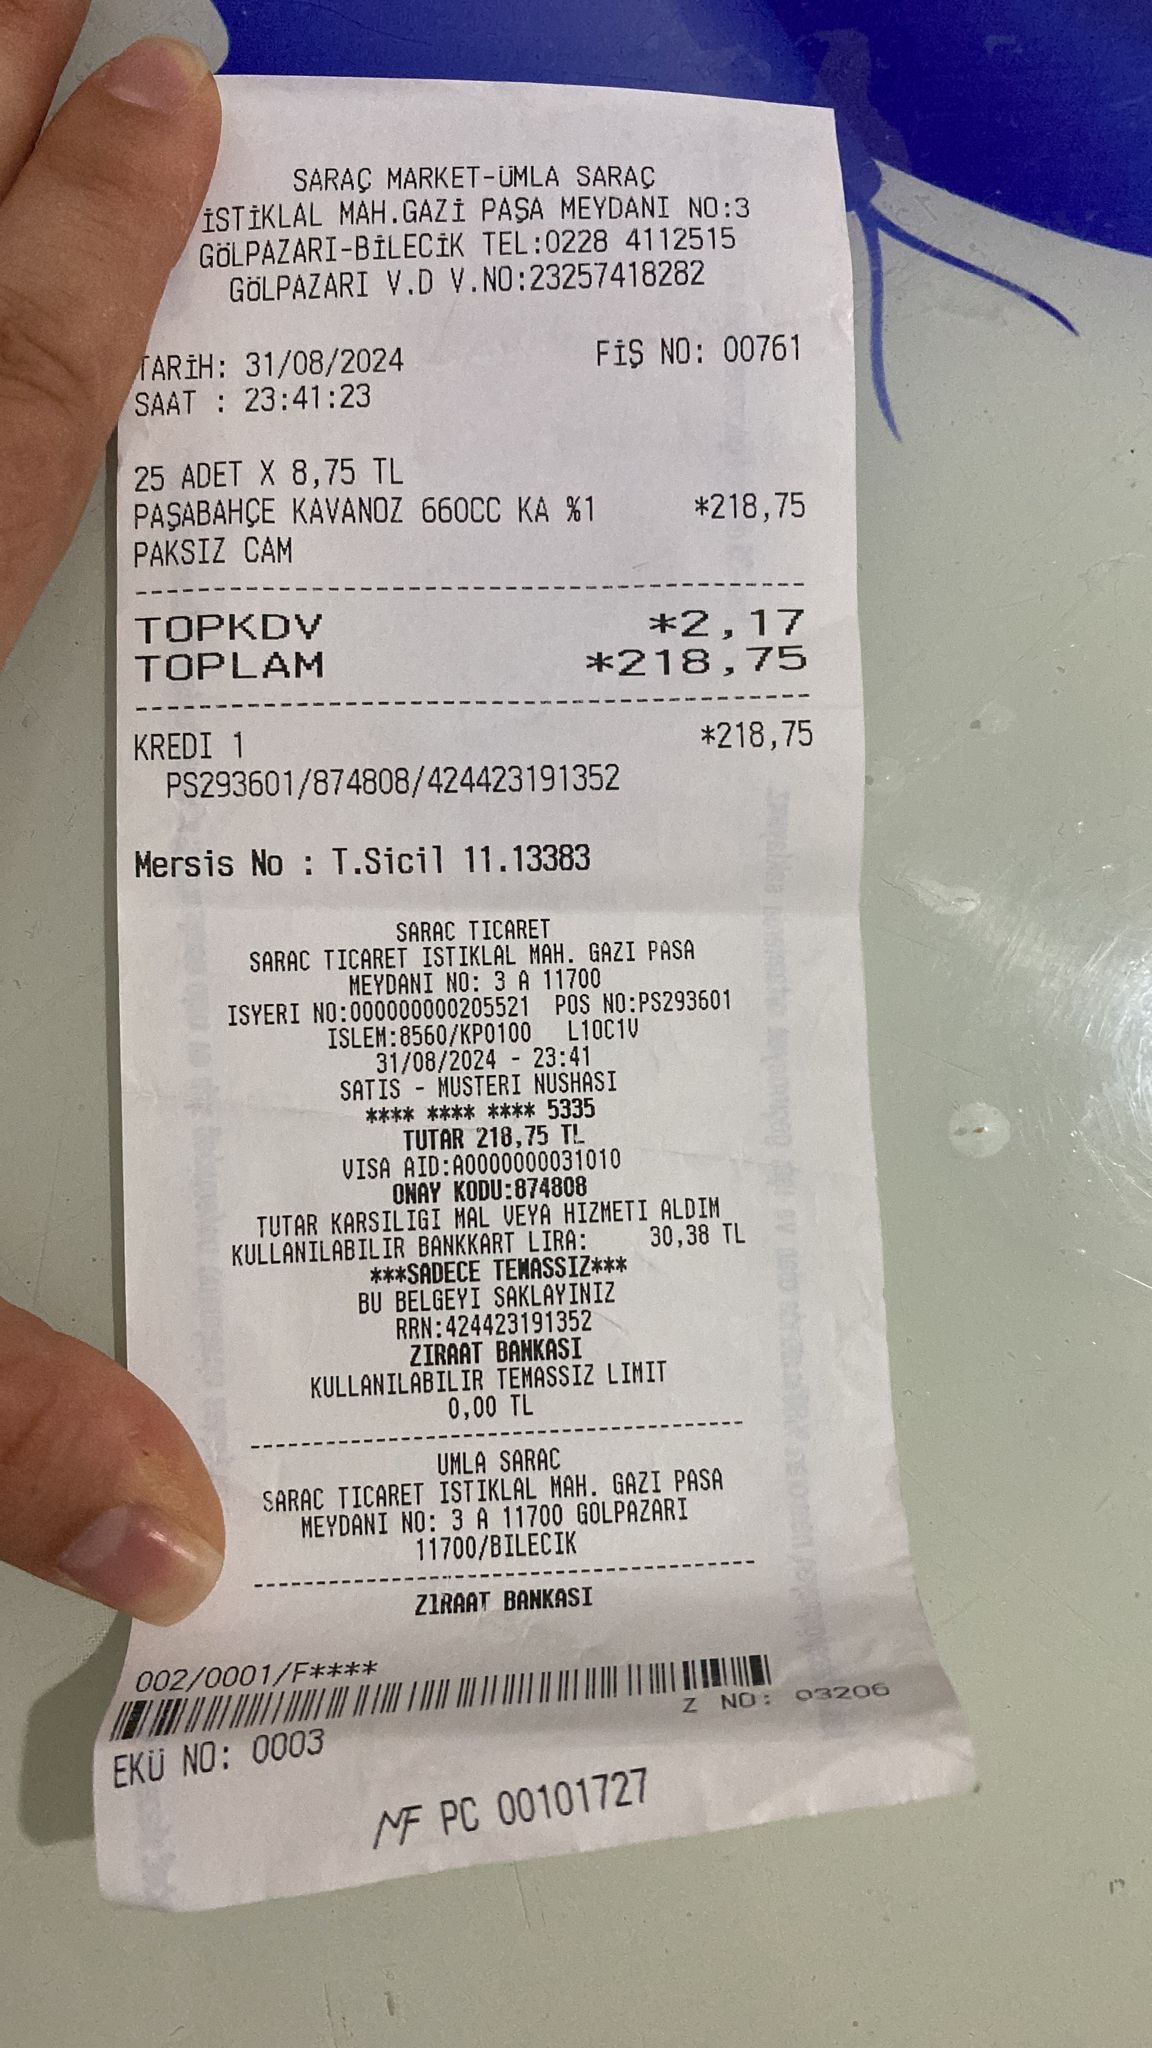 SARAÇ MARKET-ÜMLA SARAÇ
İSTİKLAL MAH.GAZİ PAŞA MEYDANI NO:3
GÖLPAZARI-BİLECİK TEL:0228 4112515
GÖLPAZARI V.D V.NO:23257418282
TARİH: 31/08/2024 FİŞ NO: 00761
SAAT : 23:41:23
25 ADET X 8,75 TL
PAŞABAHÇE KAVANOZ 660CC KA %1 *218,75
PAKSIZ CAM
TOPKDV *2,17
TOPLAM *218,75
KREDI 1 *218,75
PS293601/874808/424423191352
Mersis No : T.Sicil 11.13383
SARAC TICARET
SARAC TICARET ISTIKLAL MAH. GAZI PASA
MEYDANI NO: 3 A 11700
ISYERI NO:000000000205521 POS NO:PS293601
ISLEM:8560/KP0100 L10C1V
31/08/2024 - 23:41
SATIS - MUSTERI NUSHASI
**** **** **** 5335
TUTAR 218,75 TL
VISA AID:A0000000031010
ONAY KODU:874808
TUTAR KARSILIGI MAL VEYA HIZMETI ALDIM
KULLANILABILIR BANKKART LIRA: 30,38 TL
***SADECE TEMASSIZ***
BU BELGEYI SAKLAYINIZ
RRN:424423191352
ZIRAAT BANKASI
KULLANILABILIR TEMASSIZ LIMIT
0,00 TL
UMLA SARAC
SARAC TICARET ISTIKLAL MAH. GAZI PASA
MEYDANI NO: 3 A 11700 GOLPAZARI
11700/BILECIK
ZIRAAT BANKASI
002/0001/F****
Z NO: 03206
EKÜ NO: 0003
MF PC 00101727